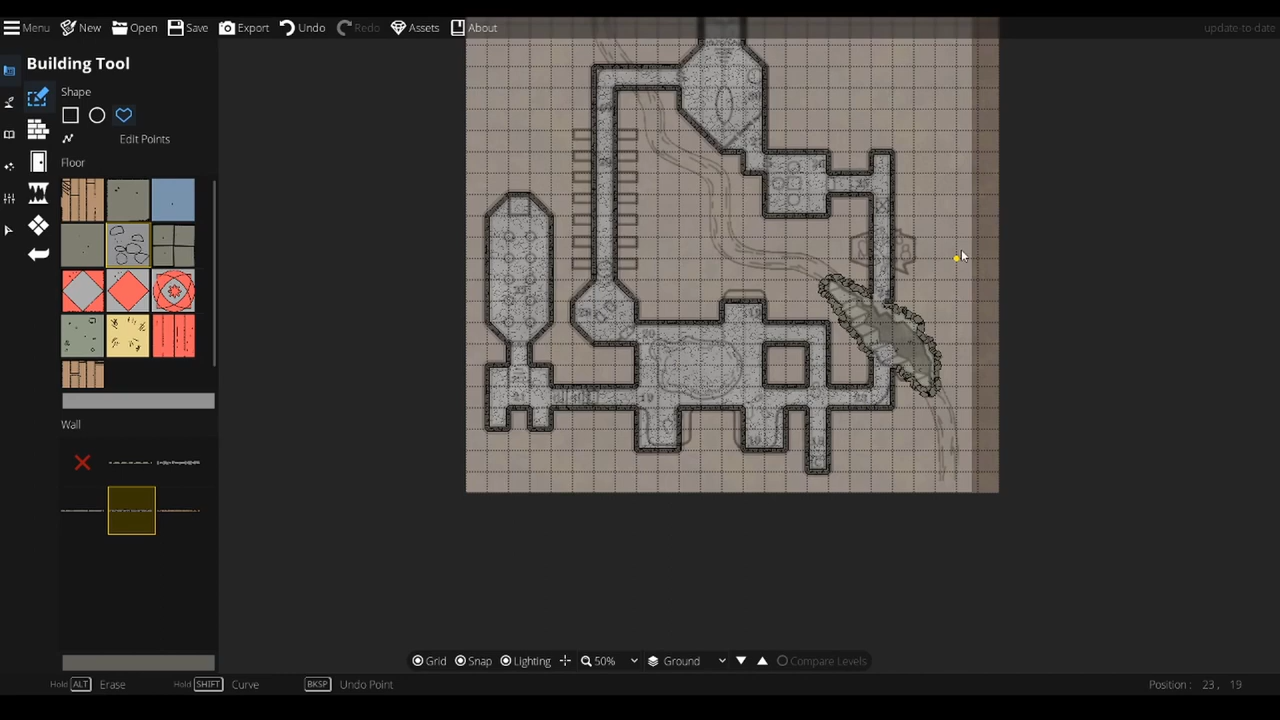 Menu New Open Save Export Undo Redo Assets About update-to-date
Building Tool
Shape
Edit Points
Floor
Wall
Grid Snap Lighting 50% Ground Compare Levels
Hold ALT Erase Hold SHIFT Curve BKSP Undo Point Position : 23, 19